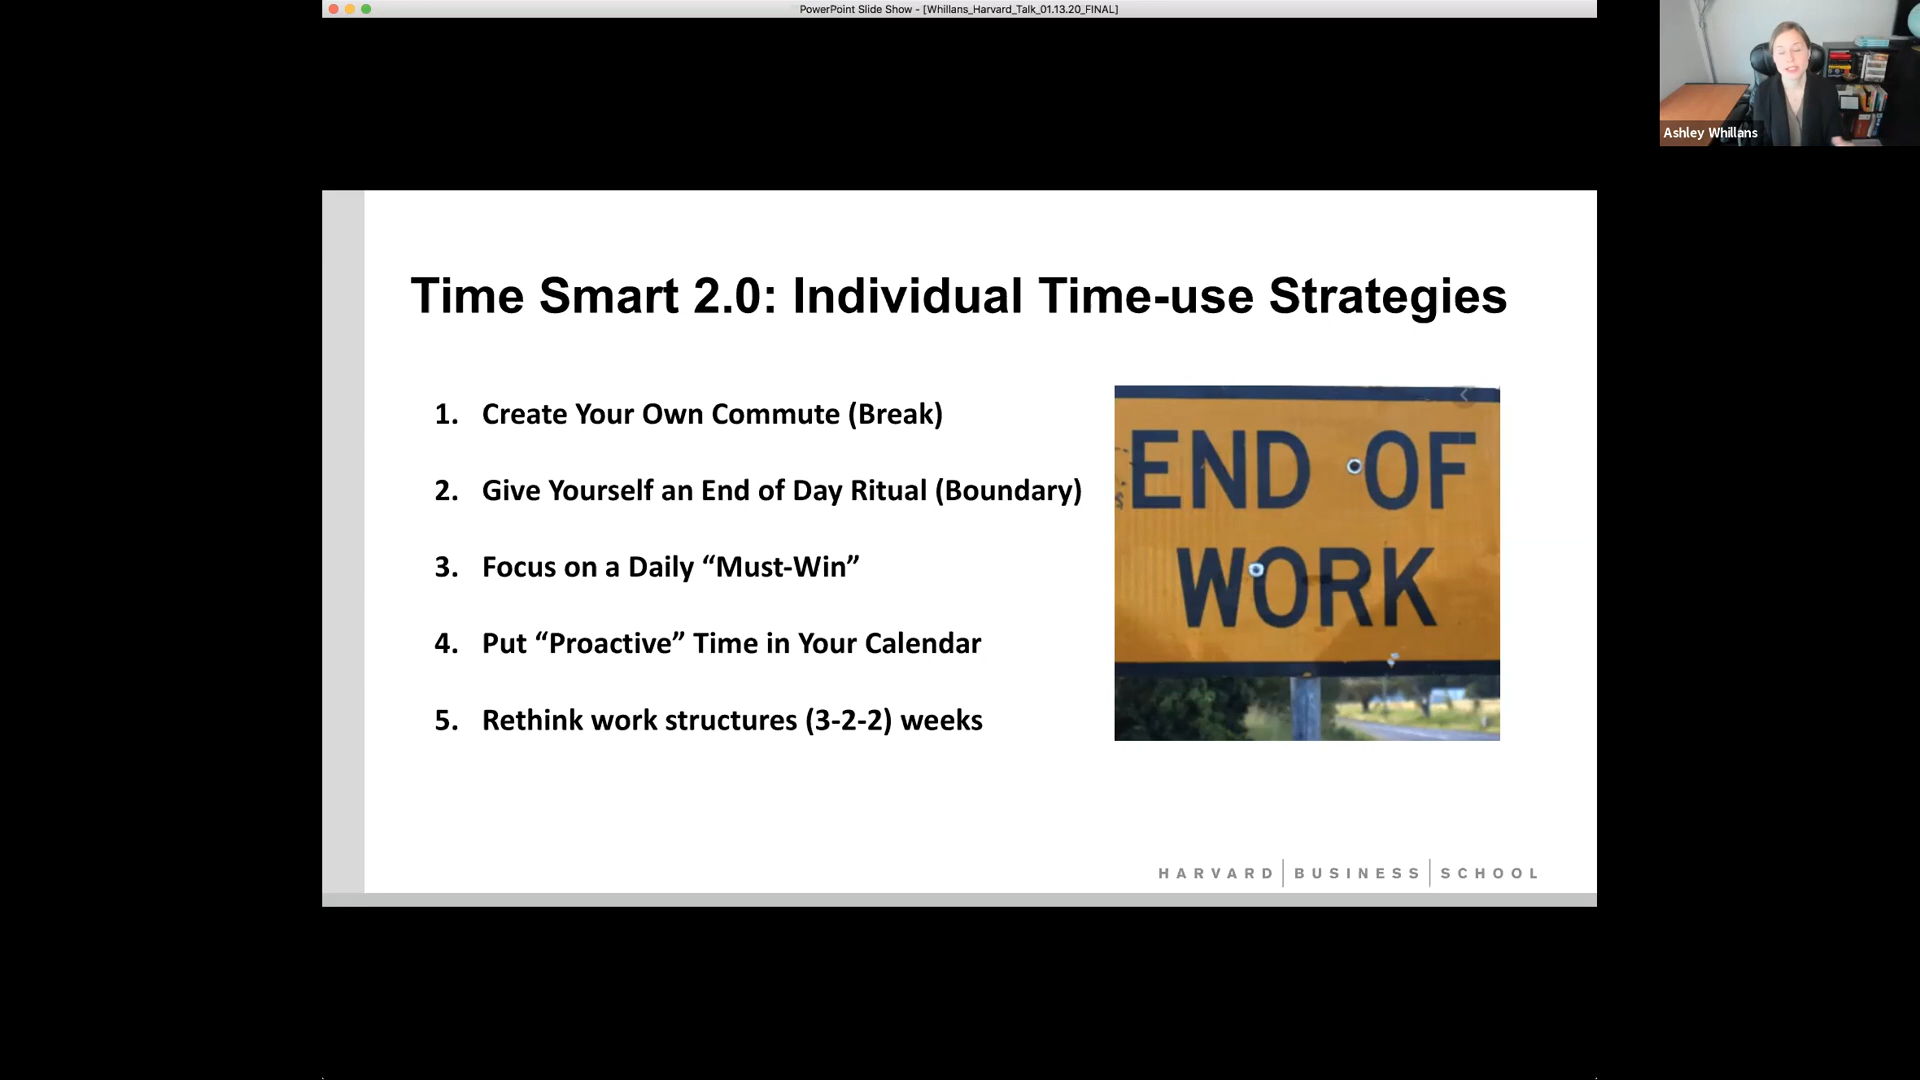 PowerPoint Slide Show - [Whillans_Harvard_Talk_01.13.20_FINAL]
Ashley Whillans
Time Smart 2.0: Individual Time-use Strategies
1. Create Your Own Commute (Break)
2. Give Yourself an End of Day Ritual (Boundary)
3. Focus on a Daily “Must-Win”
4. Put “Proactive” Time in Your Calendar
5. Rethink work structures (3-2-2) weeks
END OF
WORK
HARVARD | BUSINESS | SCHOOL